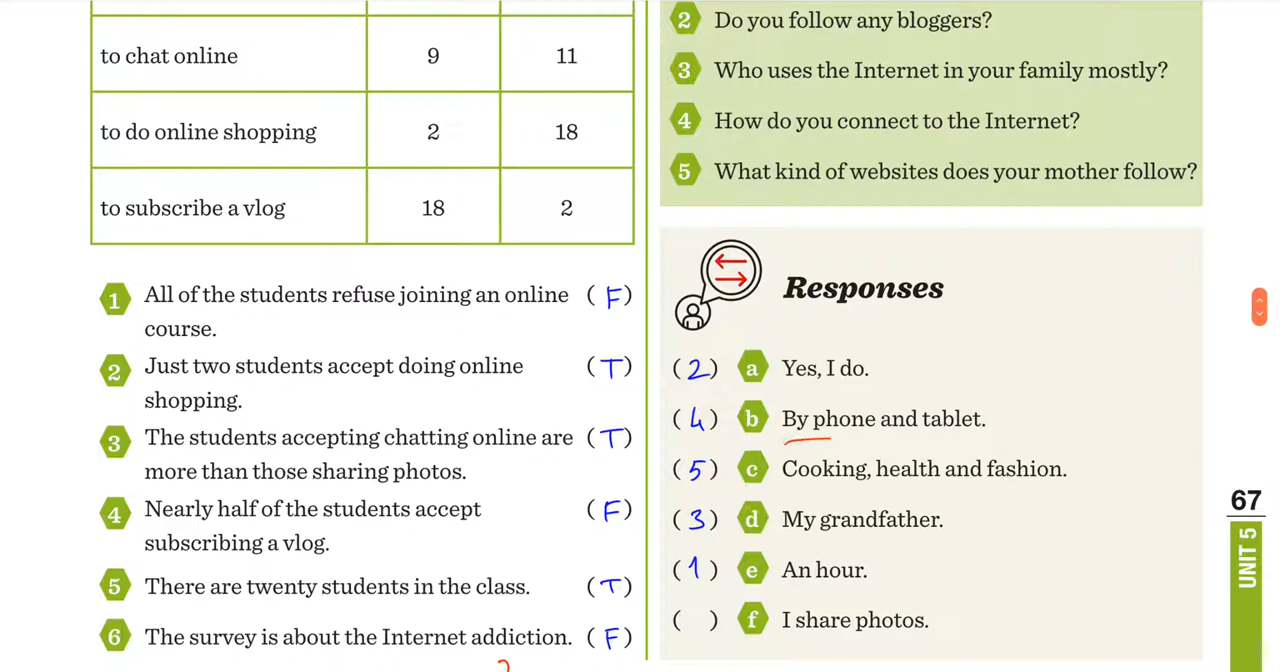 to chat online 9 11
to do online shopping 2 18
to subscribe a vlog 18 2
1 All of the students refuse joining an online ( F )
course.
2 Just two students accept doing online ( T )
shopping.
3 The students accepting chatting online are ( T )
more than those sharing photos.
4 Nearly half of the students accept ( F )
subscribing a vlog.
5 There are twenty students in the class. ( T )
6 The survey is about the Internet addiction. ( F )
2 Do you follow any bloggers?
3 Who uses the Internet in your family mostly?
4 How do you connect to the Internet?
5 What kind of websites does your mother follow?
Responses
( 2 ) a Yes, I do.
( 4 ) b By phone and tablet.
( 5 ) c Cooking, health and fashion.
( 3 ) d My grandfather.
( 1 ) e An hour.
( ) f I share photos.
67
UNIT 5